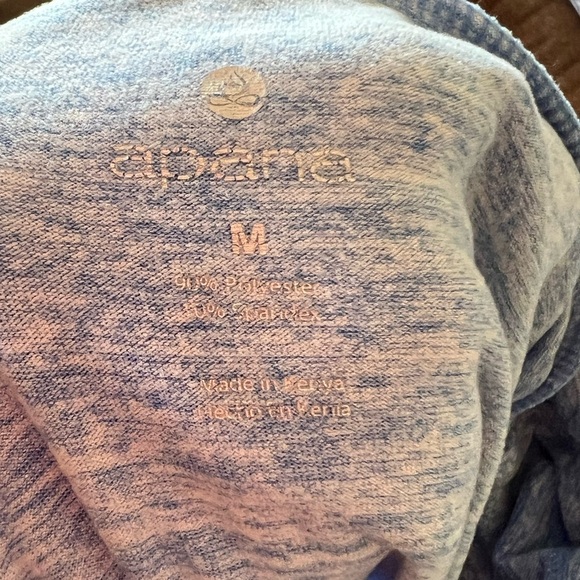 apana
M
90% Polyester
10% Spandex
Made in Kenya
Hecho En Kenia